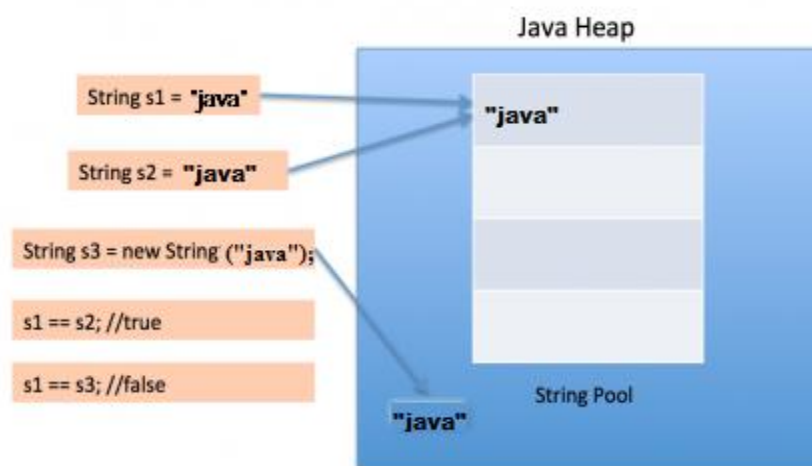 Java Heap
String s1 = "java"
"java"
String s2 = "java"
String s3 = new String ("java");
s1 == s2; //true
s1 == s3; //false
String Pool
"java"